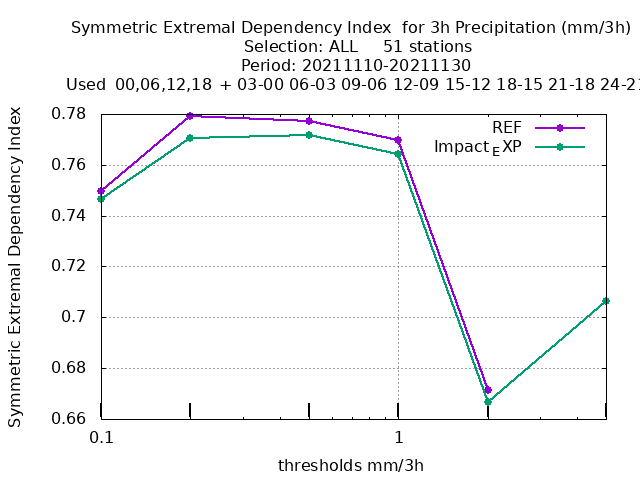 Symmetric Extremal Dependency Index  for 3h Precipitation (mm/3h)
Selection: ALL     51 stations
Period: 20211110-20211130
Used  00,06,12,18  + 03-00 06-03 09-06 12-09 15-12 18-15 21-18 24-21
Symmetric Extremal Dependency Index
0.78
0.76
0.74
0.72
0.7
0.68
0.66
REF
Impact EXP
0.1
1
thresholds mm/3h